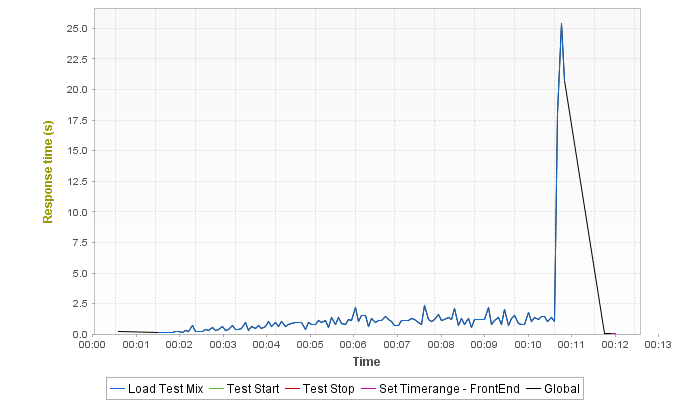 25.0
22.5
20.0
17.5
15.0
12.5
10.0
7.5
5.0
2.5
0.0
Response time (s)
00:00 00:01 00:02 00:03 00:04 00:05 00:06 00:07 00:08 00:09 00:10 00:11 00:12 00:13
Time
Load Test Mix Test Start Test Stop Set Timerange - FrontEnd Global